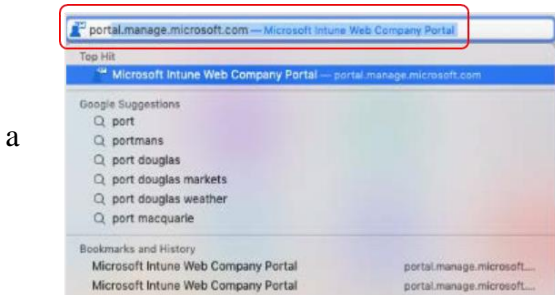 portal.manage.microsoft.com — Microsoft Intune Web Company Portal
Top Hit
Microsoft Intune Web Company Portal — portal.manage.microsoft.com
Google Suggestions
port
portmans
port douglas
a
port douglas markets
port douglas weather
port macquarie
Bookmarks and History
Microsoft Intune Web Company Portal portal.manage.microsoft....
Microsoft Intune Web Company Portal portal.manage.microsoft....